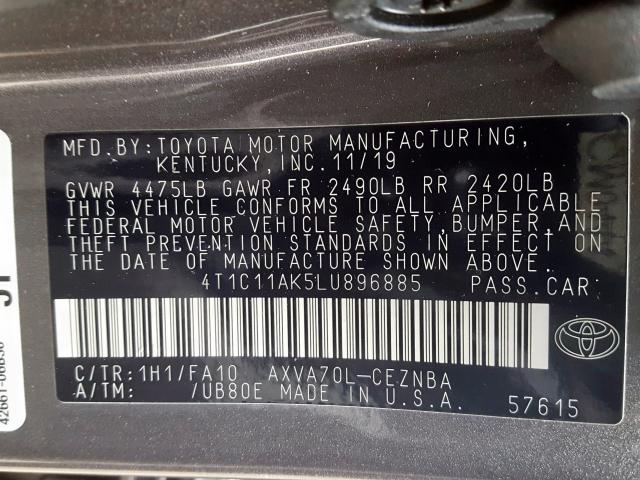 MFD.BY:TOYOTA MOTOR MANUFACTURING,
KENTUCKY,INC.11/19
GVWR 4475LB GAWR FR 2490LB RR 2420LB
THIS VEHICLE CONFORMS TO ALL APPLICABLE
FEDERAL MOTOR VEHICLE SAFETY,BUMPER,AND
THEFT PREVENTION STANDARDS IN EFFECT ON
THE DATE OF MANUFACTURE SHOWN ABOVE.
4T1C11AK5LU896885 PASS.CAR
C/TR:1H1/FA10 AXVA70L-CEZNBA
A/TM: /UB80E MADE IN U.S.A.
57615
TOYOTA